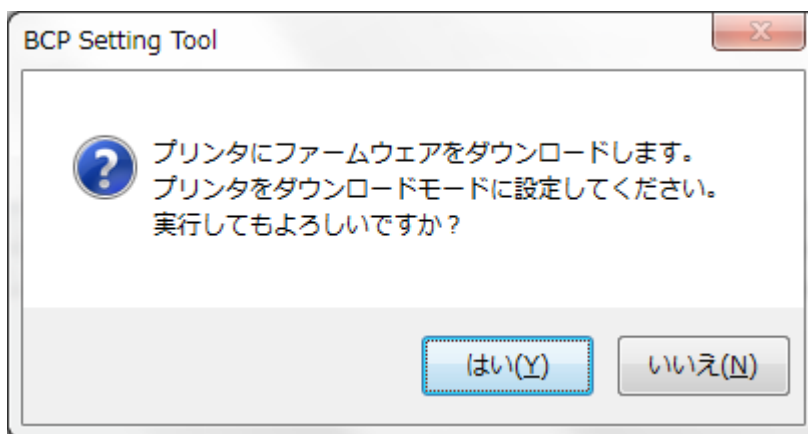 BCP Setting Tool
プリンタにファームウェアをダウンロードします。
プリンタをダウンロードモードに設定してください。
実行してもよろしいですか？
はい(Y) いいえ(N)